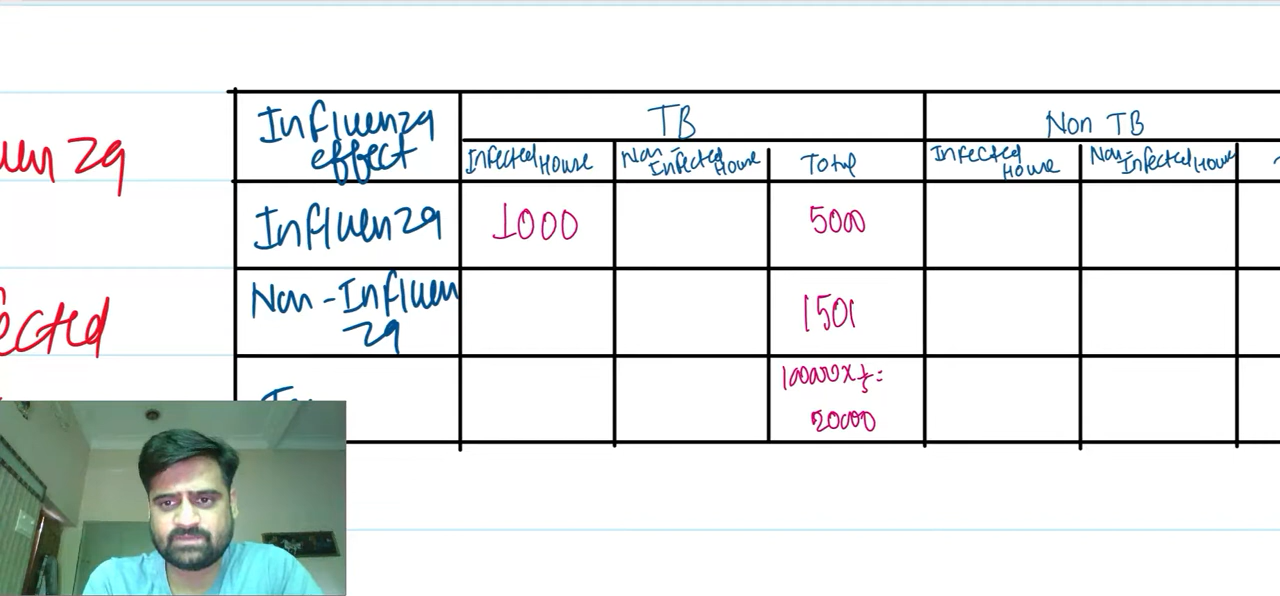 Influenza effect
TB
Non TB
Infected House
Non-Infected House
Total
Infected House
Non-Infected House
uenza
Influenza
1000
5000
ected
Non-Influenza
1501
100000 x 1/5 =
20000